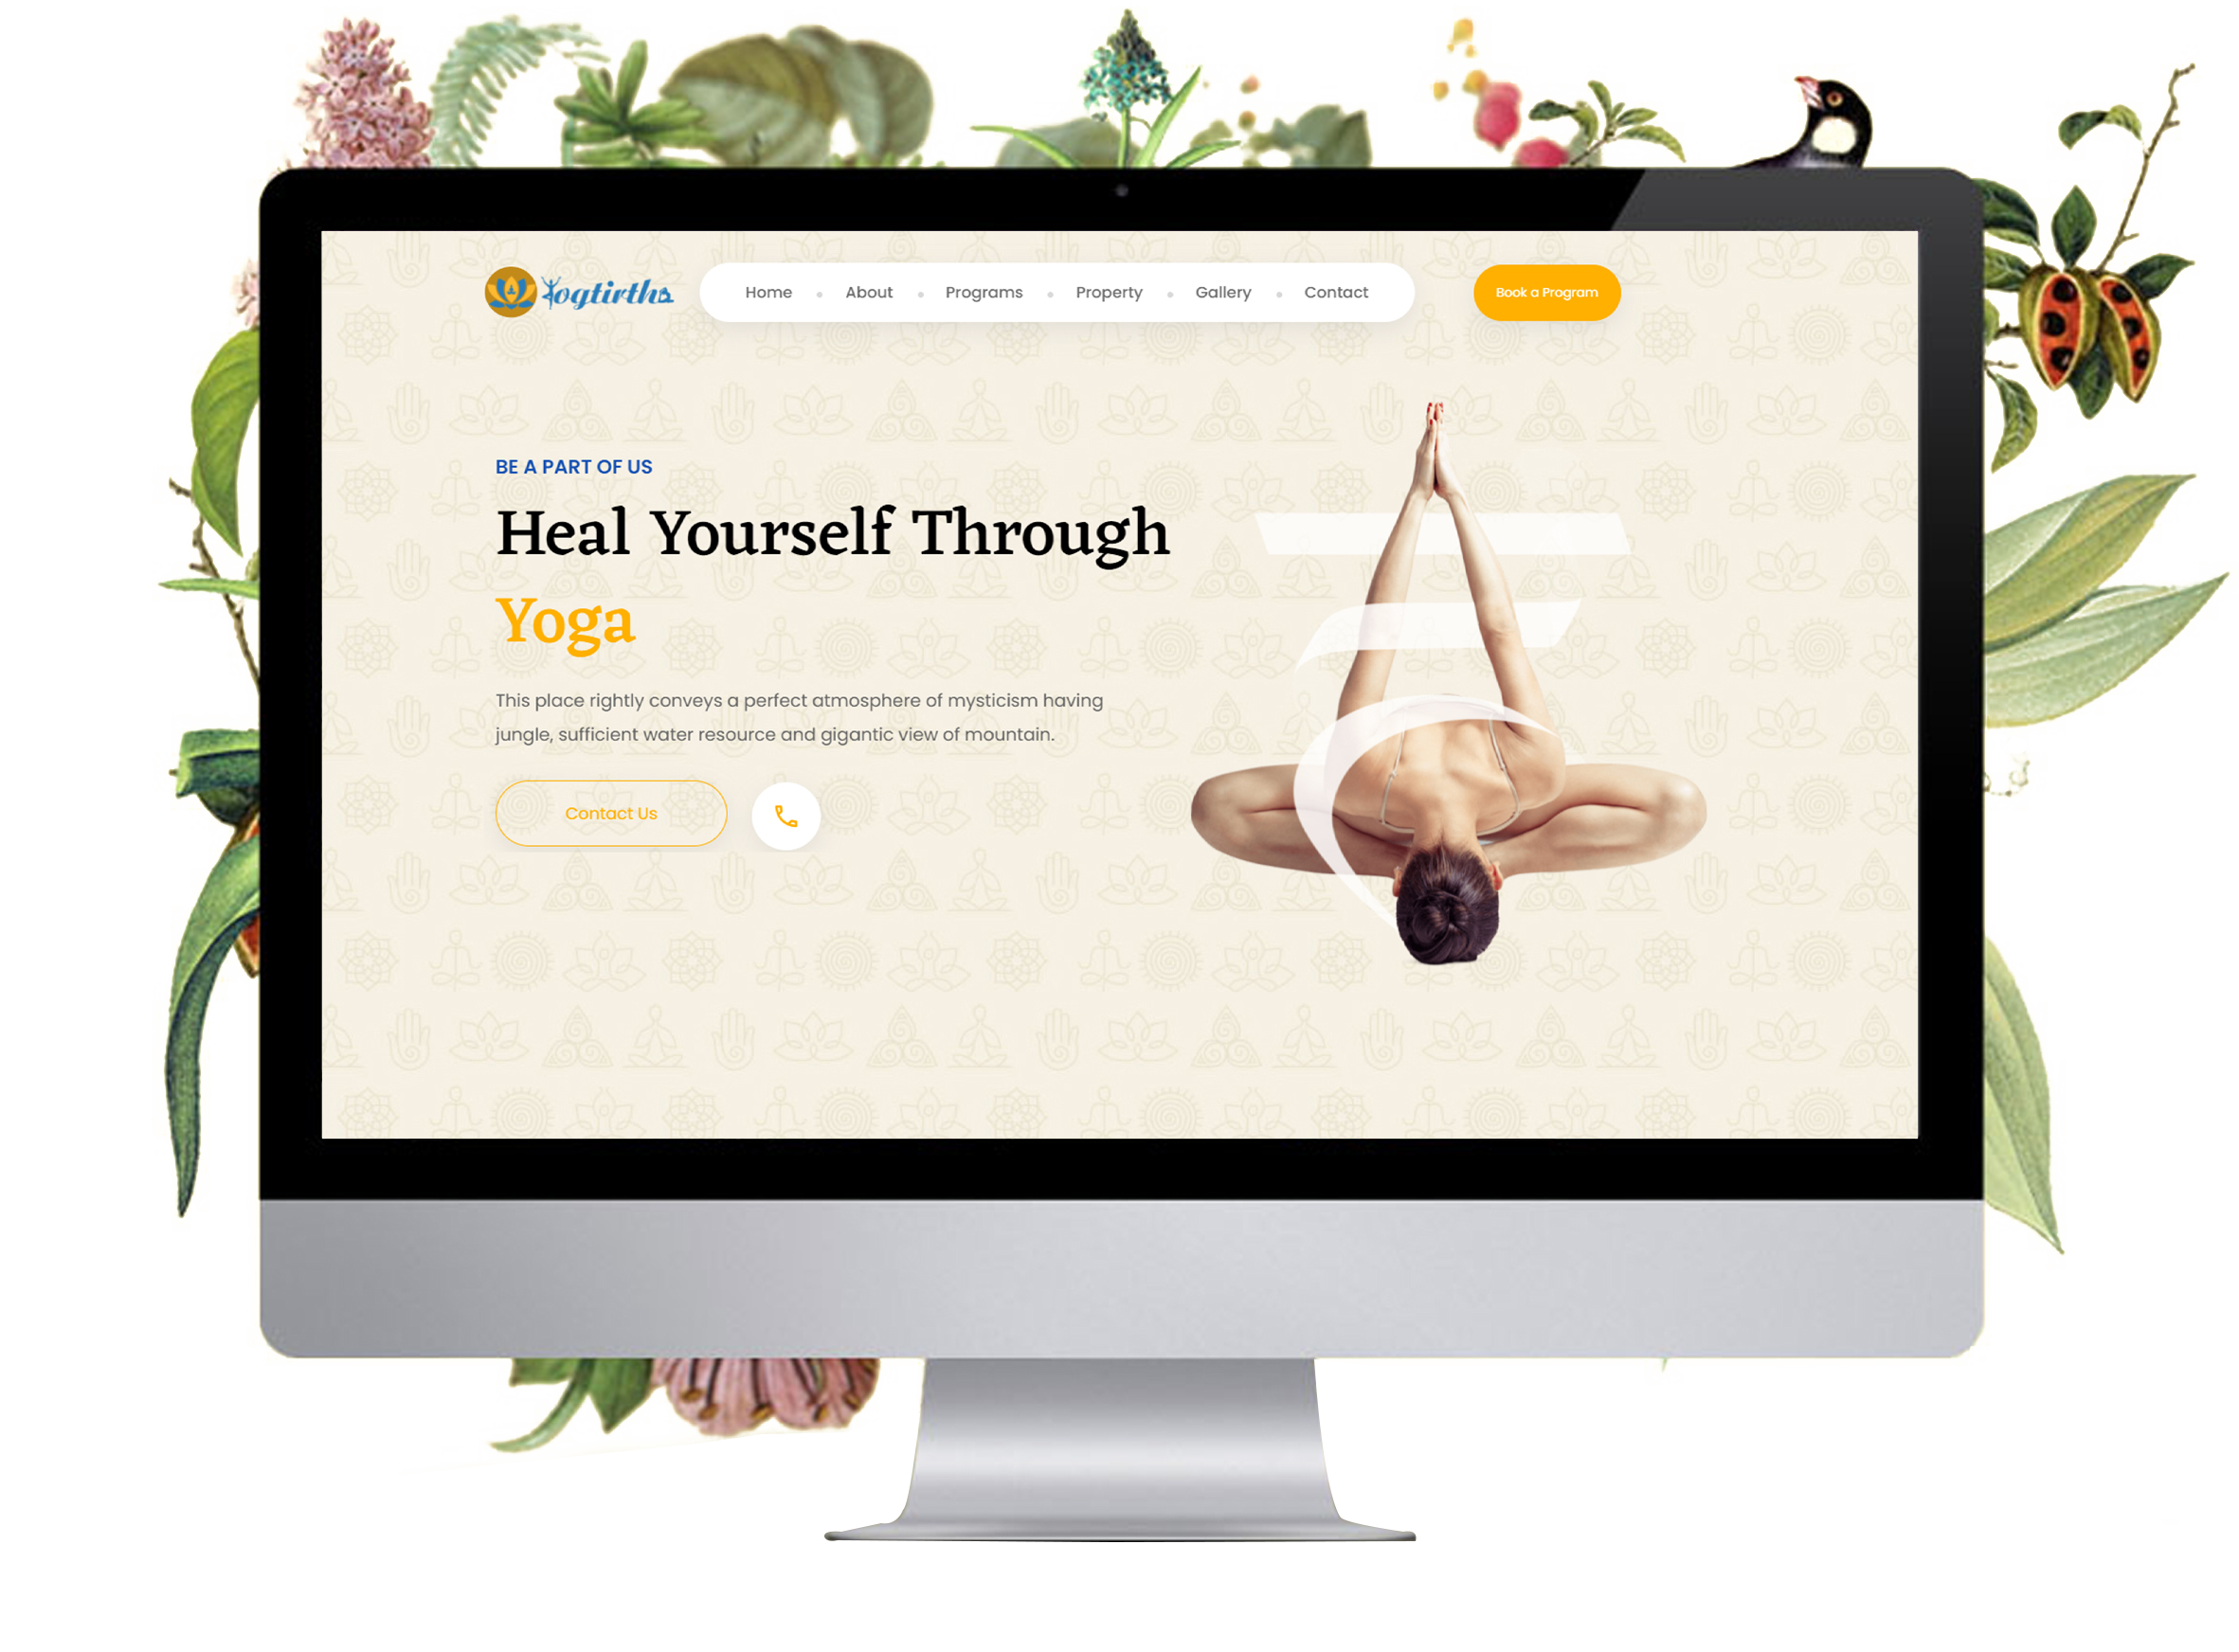 Yogtirtha
Home
About
Programs
Property
Gallery
Contact
Book a Program
BE A PART OF US
Heal Yourself Through
Yoga
This place rightly conveys a perfect atmosphere of mysticism having
jungle, sufficient water resource and gigantic view of mountain.
Contact Us